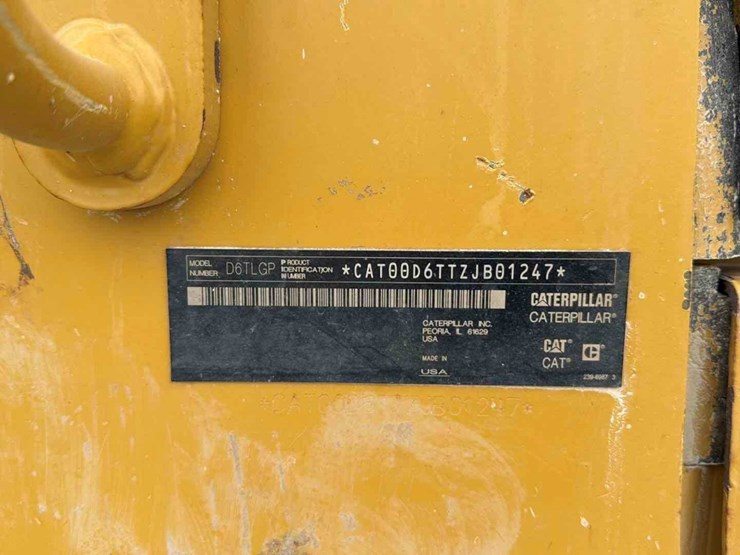 MODEL NUMBER D6TLGP PRODUCT IDENTIFICATION NUMBER *CAT00D6TTZJB01247*
CATERPILLAR®
CATERPILLAR®
CATERPILLAR INC.
PEORIA, IL 61629
USA
CAT® C®
CAT®
MADE IN
USA
B01247*